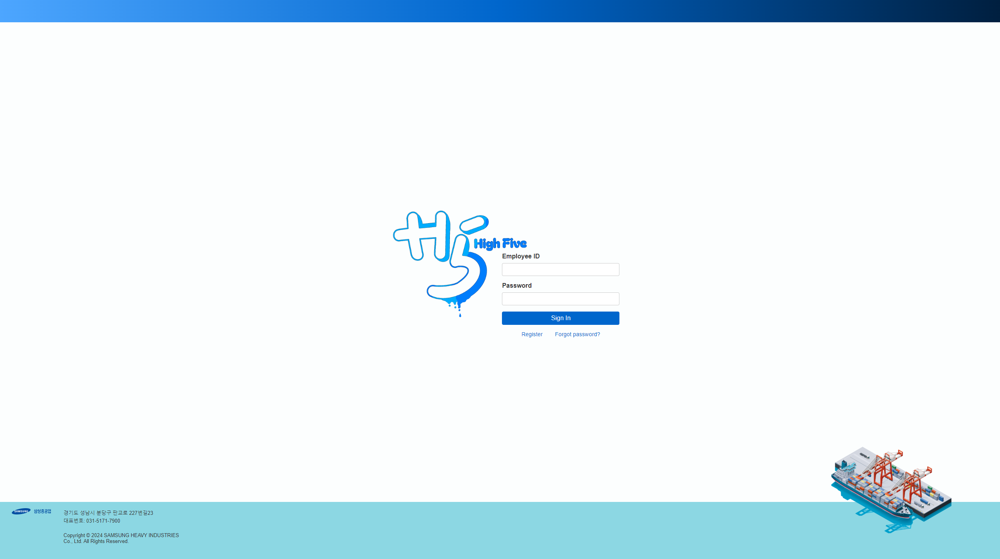 H5
High Five
Employee ID
Password
Sign In
Register Forgot password?
SAMSUNG 삼성중공업
경기도 성남시 분당구 판교로 227번길23
대표번호: 031-5171-7900
Copyright © 2024 SAMSUNG HEAVY INDUSTRIES
Co., Ltd. All Rights Reserved.